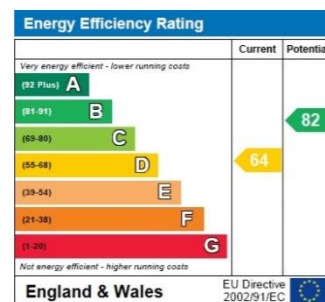 Energy Efficiency Rating
Current Potentia
Very energy efficient - lower running costs
(92 Plus) A
(81-91) B
82
(69-80) C
(55-68) D
64
(39-54) E
(21-38) F
(1-20) G
Not energy efficient - higher running costs
England & Wales
EU Directive
2002/91/EC